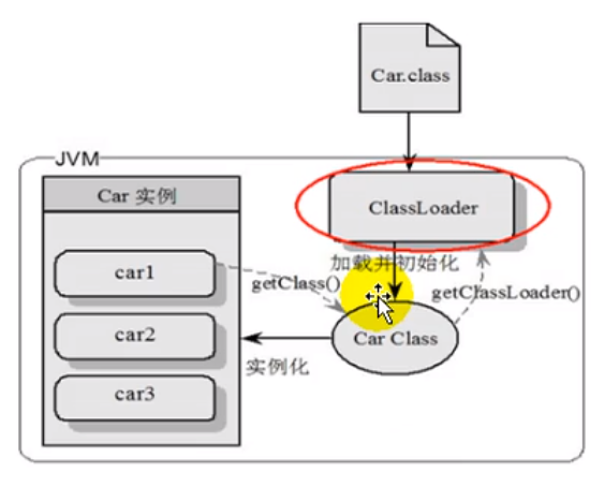 Car.class
JVM
Car 实例
ClassLoader
加载并初始化
car1
getClass()
getClassLoader()
car2
Car Class
实例化
car3